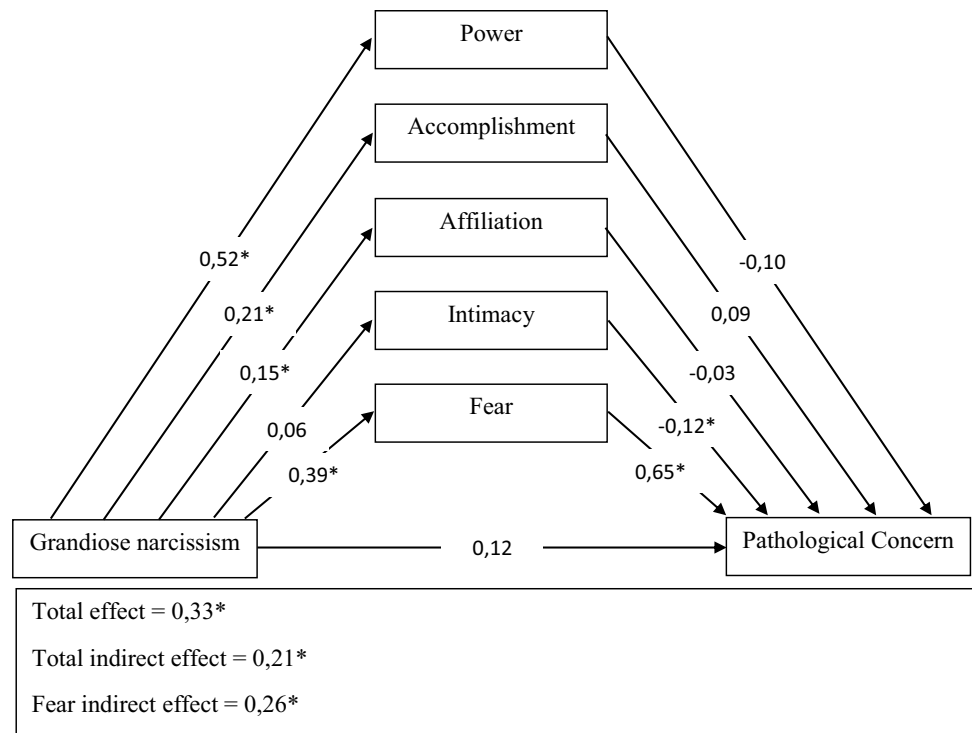 Power
Accomplishment
Affiliation
Intimacy
Fear
0,52*
-0,10
0,21*
0,09
0,15*
-0,03
0,06
-0,12*
0,39*
0,65*
Grandiose narcissism
0,12
Pathological Concern
Total effect = 0,33*
Total indirect effect = 0,21*
Fear indirect effect = 0,26*